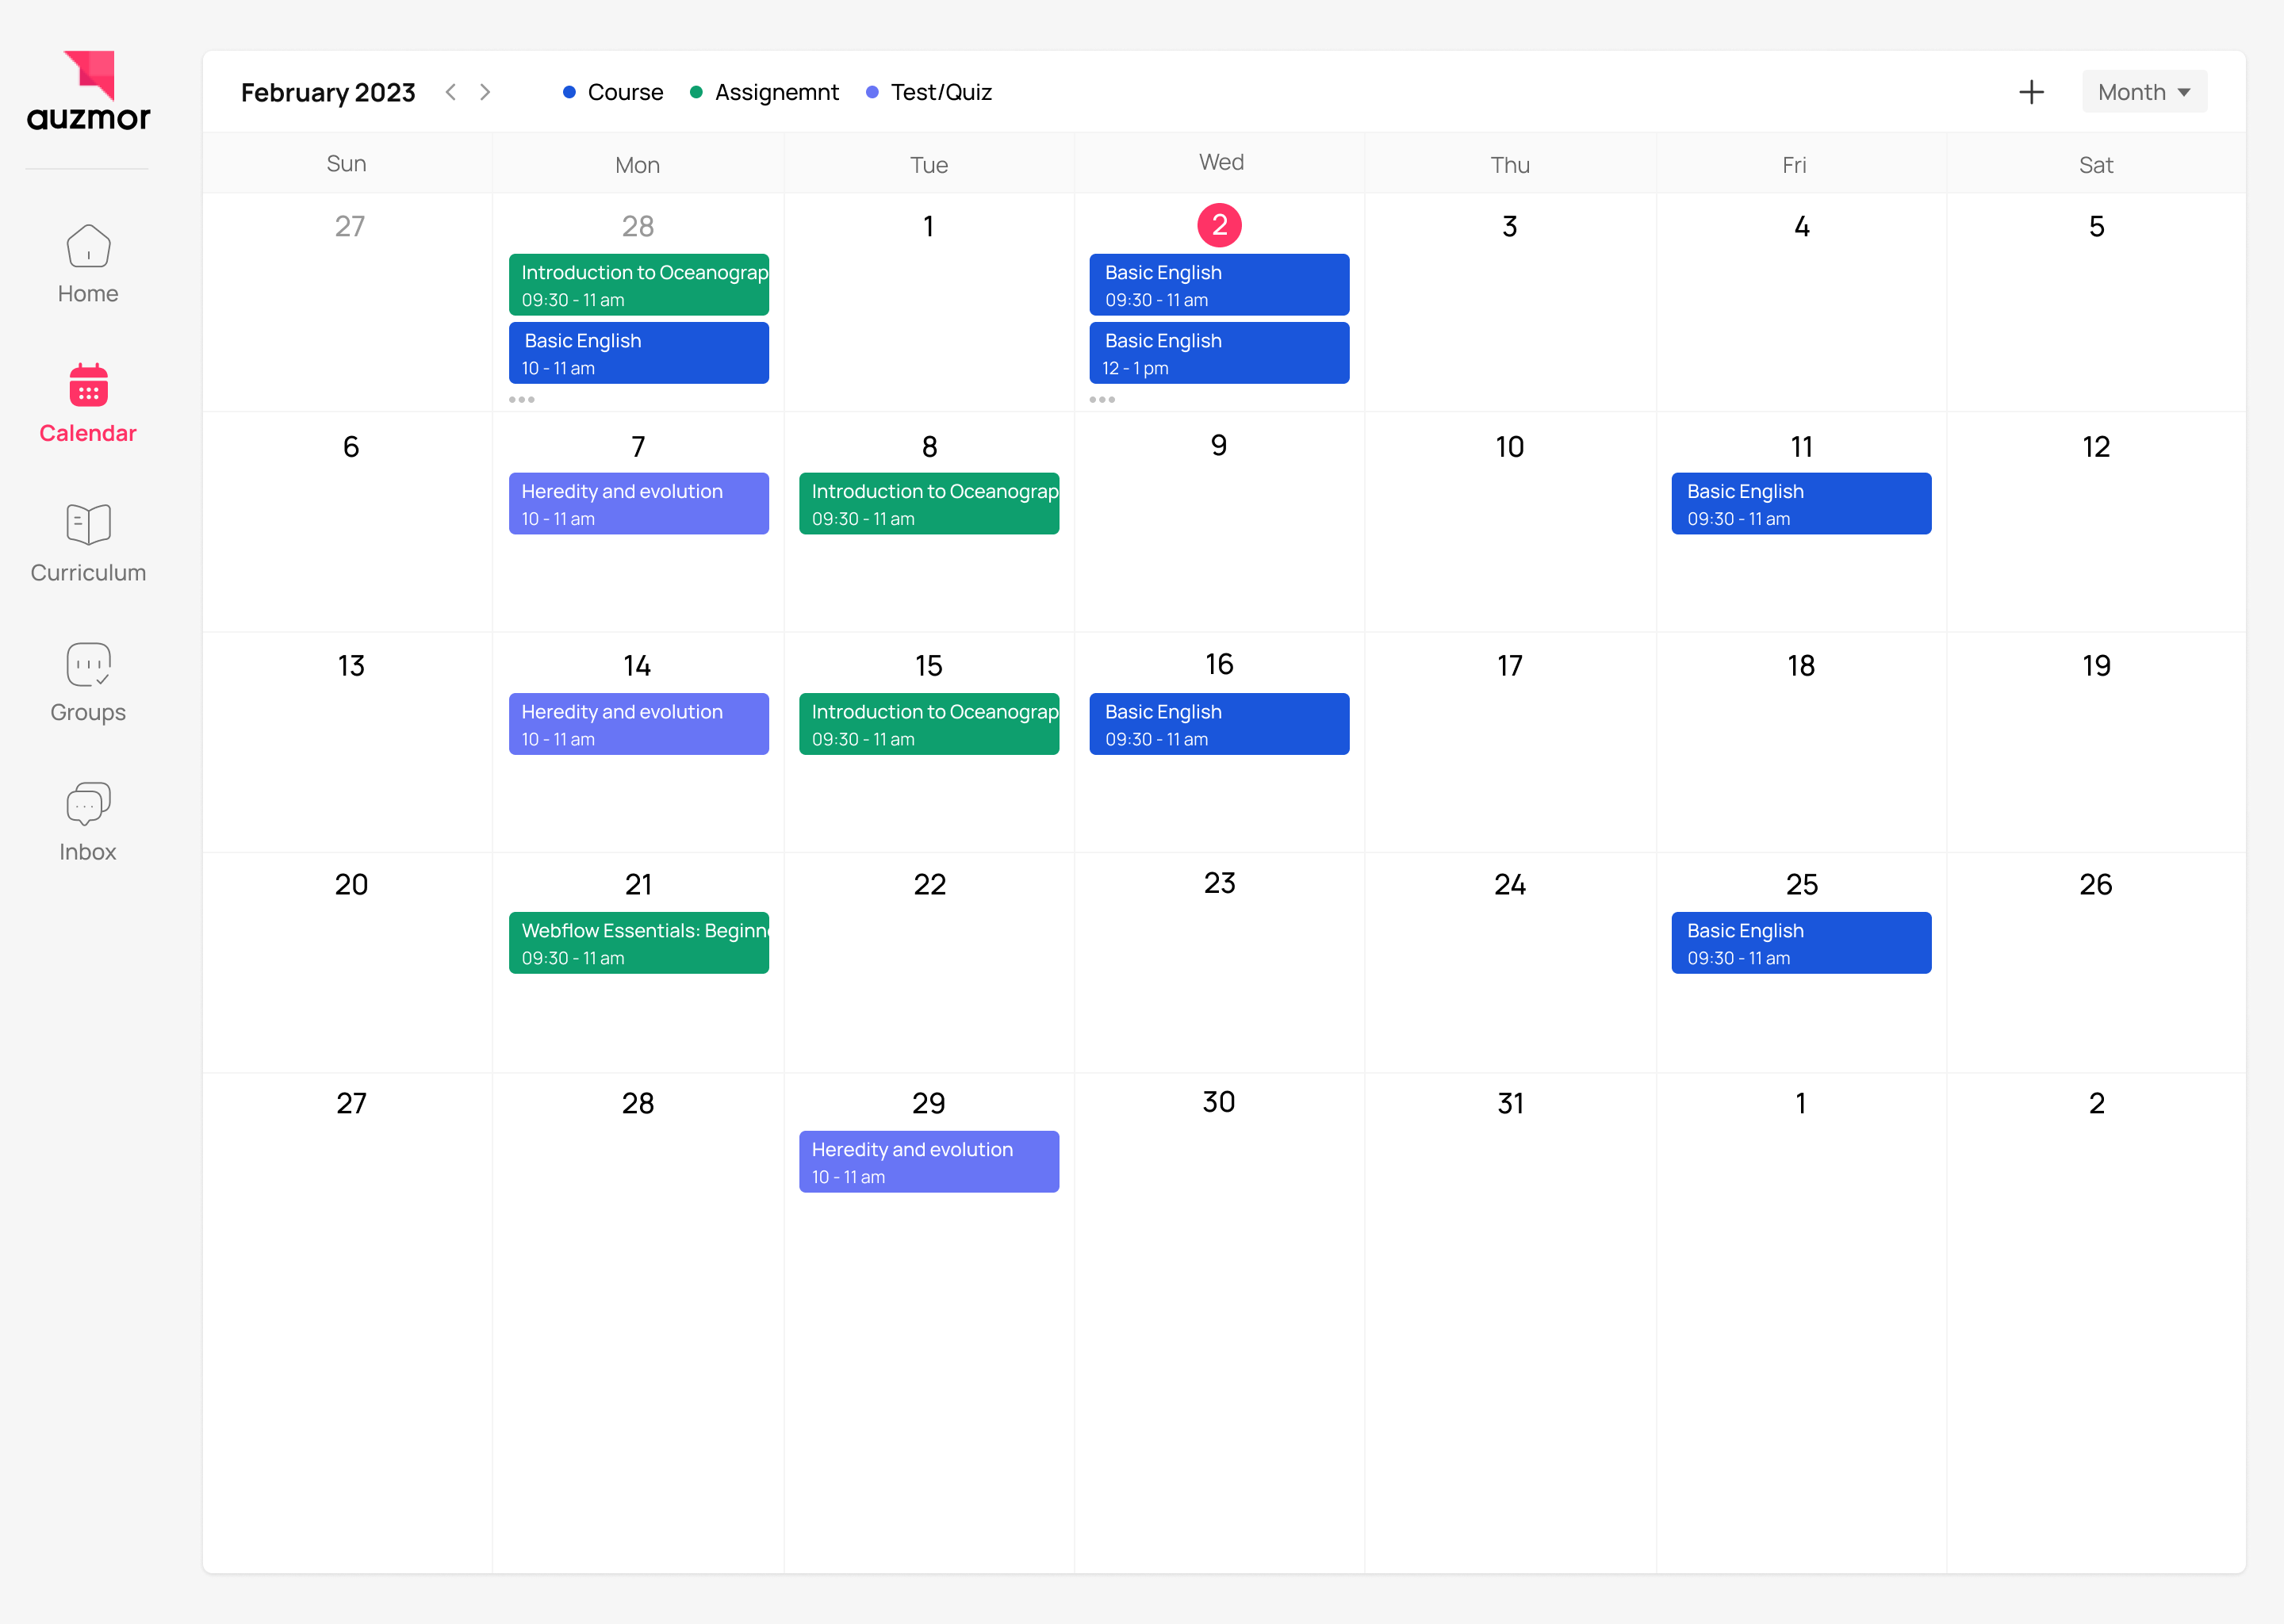 auzmor
Home
Calendar
Curriculum
Groups
Inbox
February 2023
Course
Assignemnt
Test/Quiz
Month
Sun Mon Tue Wed Thu Fri Sat
27 28 1 2 3 4 5
Introduction to Oceanograp
09:30 - 11 am
Basic English
10 - 11 am
Basic English
09:30 - 11 am
Basic English
12 - 1 pm
6 7 8 9 10 11 12
Heredity and evolution
10 - 11 am
Introduction to Oceanograp
09:30 - 11 am
Basic English
09:30 - 11 am
13 14 15 16 17 18 19
Heredity and evolution
10 - 11 am
Introduction to Oceanograp
09:30 - 11 am
Basic English
09:30 - 11 am
20 21 22 23 24 25 26
Webflow Essentials: Beginn
09:30 - 11 am
Basic English
09:30 - 11 am
27 28 29 30 31 1 2
Heredity and evolution
10 - 11 am